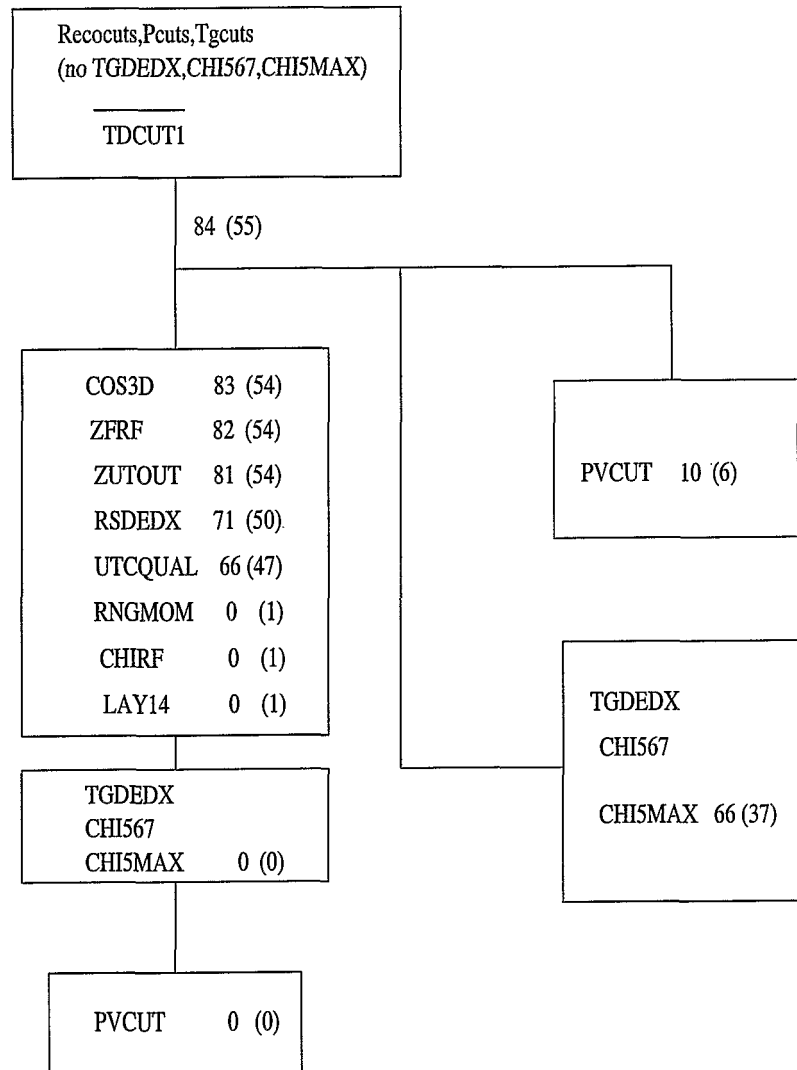 Recocuts,Pcuts,Tgcuts
(no TGDEDX,CHI567,CHI5MAX)
TDCUT1
84 (55)
COS3D 83 (54)
ZFRF 82 (54)
ZUTOUT 81 (54)
RSDEDX 71 (50)
UTCQUAL 66 (47)
RNGMOM 0 (1)
CHIRF 0 (1)
LAY14 0 (1)
TGDEDX
CHI567
CHI5MAX 0 (0)
PVCUT 0 (0)
PVCUT 10 (6)
TGDEDX
CHI567
CHI5MAX 66 (37)